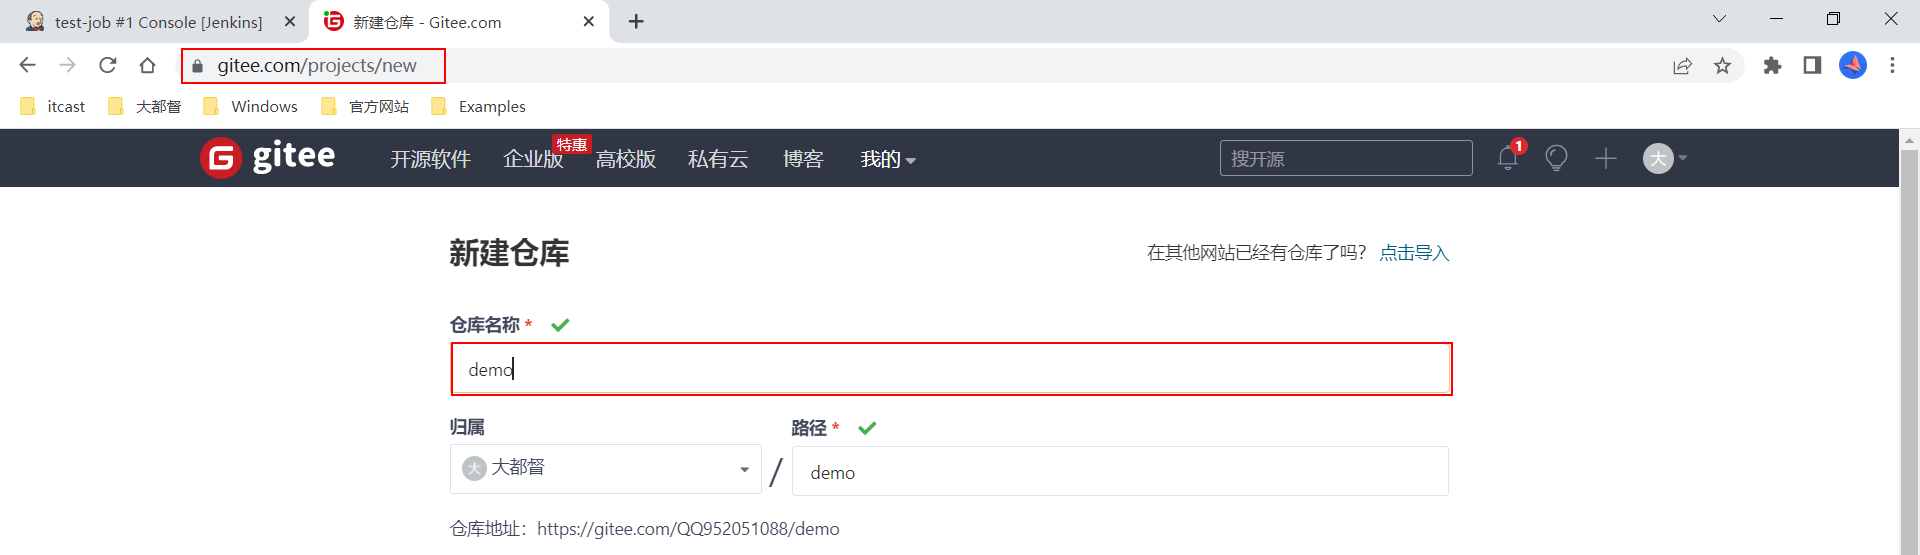 test-job #1 Console [Jenkins]
新建仓库 - Gitee.com
gitee.com/projects/new
itcast 大都督 Windows 官方网站 Examples
gitee 开源软件 企业版 特惠 高校版 私有云 博客 我的 搜开源 1 大
新建仓库
在其他网站已经有仓库了吗? 点击导入
仓库名称 *
demo
归属 路径 *
大 大都督 / demo
仓库地址：https://gitee.com/QQ952051088/demo